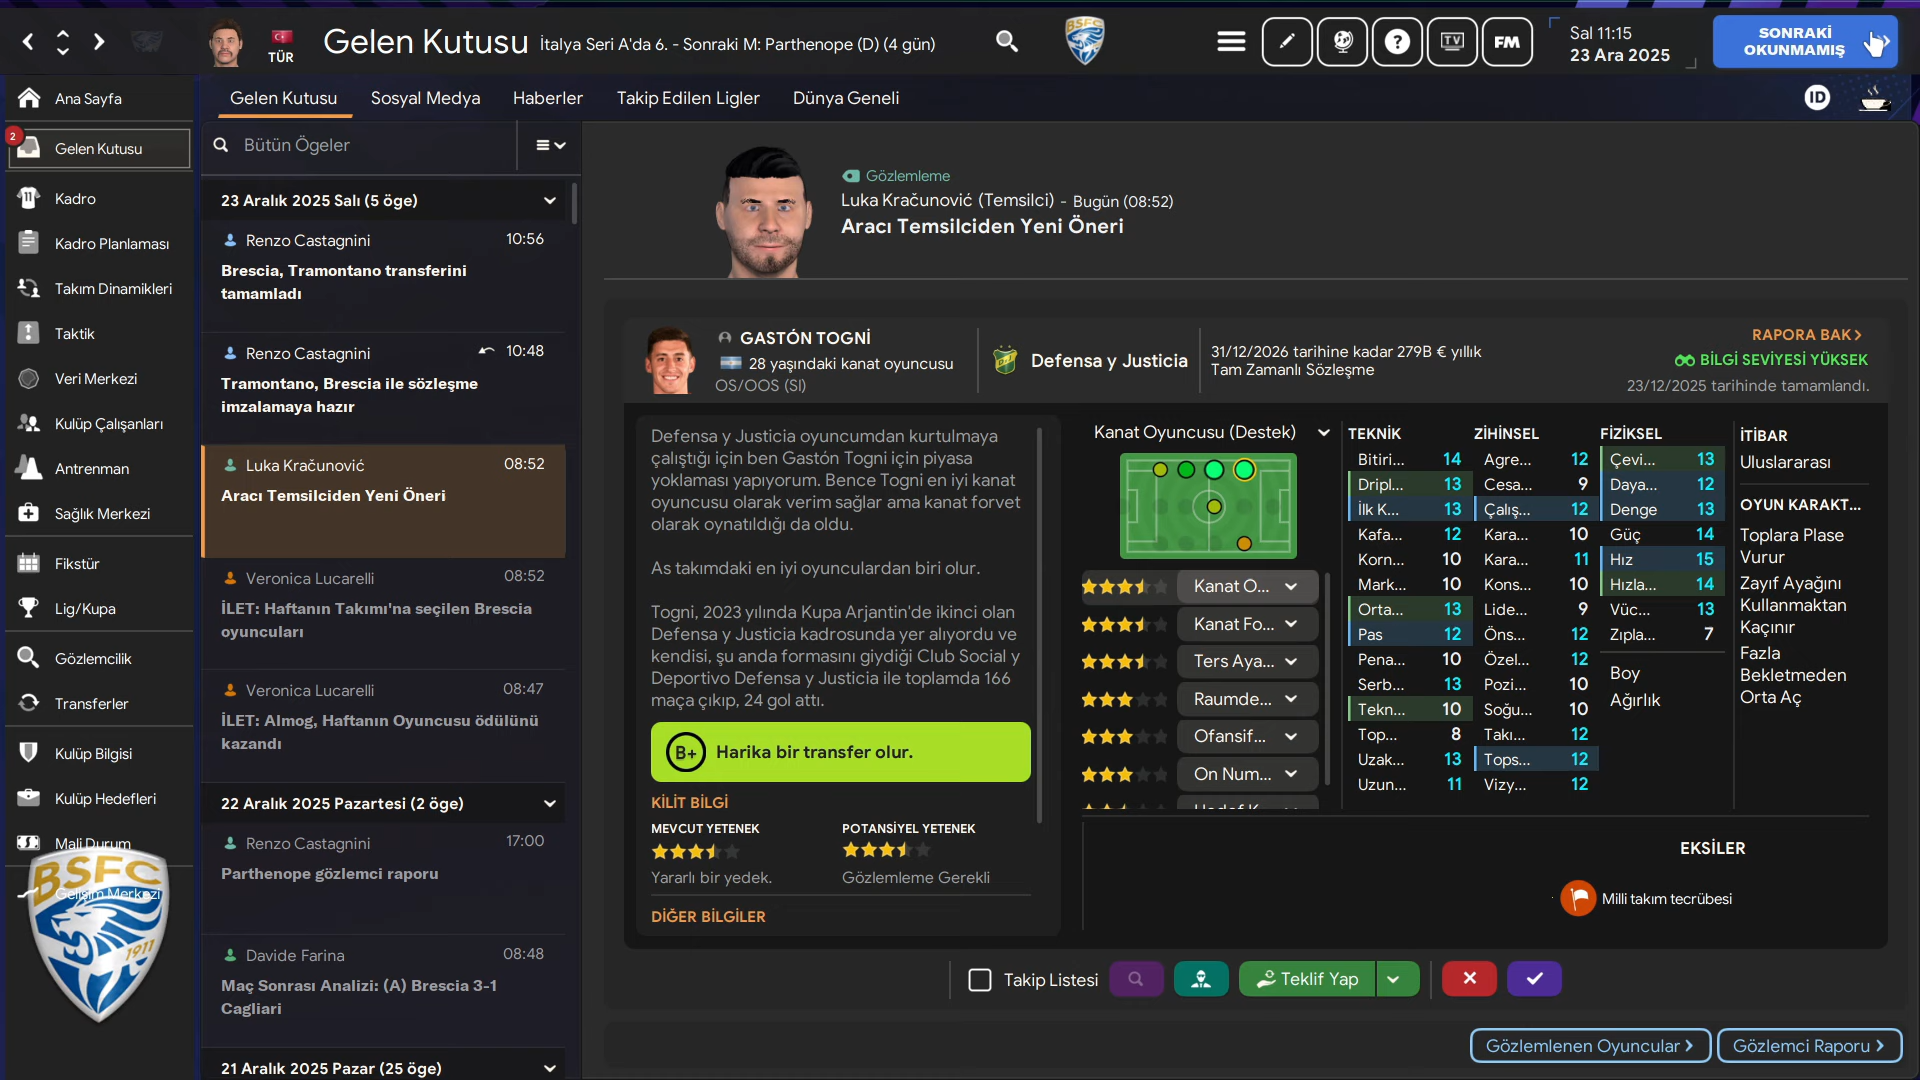 TÜR
Gelen Kutusu
İtalya Seri A'da 6. - Sonraki M: Parthenope (D) (4 gün)
BSFC
TV
FM
Sal 11:15
23 Ara 2025
SONRAKİ
OKUNMAMIŞ
Ana Sayfa
2
Gelen Kutusu
Kadro
Kadro Planlaması
Takım Dinamikleri
Taktik
Veri Merkezi
Kulüp Çalışanları
Antrenman
Sağlık Merkezi
Fikstür
Lig/Kupa
Gözlemcilik
Transferler
Kulüp Bilgisi
Kulüp Hedefleri
Mali Durum
Gelişim Merkezi
BSFC
1911
Gelen Kutusu
Sosyal Medya
Haberler
Takip Edilen Ligler
Dünya Geneli
ID
Bütün Ögeler
23 Aralık 2025 Salı (5 öge)
Renzo Castagnini 10:56
Brescia, Tramontano transferini
tamamladı
Renzo Castagnini 10:48
Tramontano, Brescia ile sözleşme
imzalamaya hazır
Luka Kračunović 08:52
Aracı Temsilciden Yeni Öneri
Veronica Lucarelli 08:52
İLET: Haftanın Takımı'na seçilen Brescia
oyuncuları
Veronica Lucarelli 08:47
İLET: Almog, Haftanın Oyuncusu ödülünü
kazandı
22 Aralık 2025 Pazartesi (2 öge)
Renzo Castagnini 17:00
Parthenope gözlemci raporu
Davide Farina 08:48
Maç Sonrası Analizi: (A) Brescia 3-1
Cagliari
21 Aralık 2025 Pazar (25 öge)
Gözlemleme
Luka Kračunović (Temsilci) - Bugün (08:52)
Aracı Temsilciden Yeni Öneri
GASTÓN TOGNİ
28 yaşındaki kanat oyuncusu
OS/OOS (Sl)
Defensa y Justicia
31/12/2026 tarihine kadar 279B € yıllık
Tam Zamanlı Sözleşme
RAPORA BAK
BİLGİ SEVİYESİ YÜKSEK
23/12/2025 tarihinde tamamlandı.
Defensa y Justicia oyuncumdan kurtulmaya
çalıştığı için ben Gastón Togni için piyasa
yoklaması yapıyorum. Bence Togni en iyi kanat
oyuncusu olarak verim sağlar ama kanat forvet
olarak oynatıldığı da oldu.
As takımdaki en iyi oyunculardan biri olur.
Togni, 2023 yılında Kupa Arjantin'de ikinci olan
Defensa y Justicia kadrosunda yer alıyordu ve
kendisi, şu anda formasını giydiği Club Social y
Deportivo Defensa y Justicia ile toplamda 166
maça çıkıp, 24 gol attı.
B+ Harika bir transfer olur.
KİLİT BİLGİ
MEVCUT YETENEK
Yararlı bir yedek.
POTANSİYEL YETENEK
Gözlemleme Gerekli
DİĞER BİLGİLER
Kanat Oyuncusu (Destek)
Kanat O...
Kanat Fo...
Ters Aya...
Raumde...
Ofansif...
On Num...
TEKNİK
Bitiri... 14
Dripl... 13
İlk K... 13
Kafa... 12
Korn... 10
Mark... 10
Orta... 13
Pas 12
Pena... 10
Serb... 13
Tekn... 10
Top... 8
Uzak... 13
Uzun... 11
ZİHİNSEL
Agre... 12
Cesa... 9
Çalış... 12
Kara... 10
Kara... 11
Kons... 10
Lide... 9
Öns... 12
Özel... 12
Pozi... 10
Soğu... 10
Takı... 12
Tops... 12
Vizy... 12
FİZİKSEL
Çevi... 13
Daya... 12
Denge 13
Güç 14
Hız 15
Hızla... 14
Vüc... 13
Zıpla... 7
Boy
Ağırlık
İTİBAR
Uluslararası
OYUN KARAKT...
Toplara Plase
Vurur
Zayıf Ayağını
Kullanmaktan
Kaçınır
Fazla
Bekletmeden
Orta Aç
EKSİLER
Milli takım tecrübesi
Takip Listesi
Teklif Yap
Gözlemlenen Oyuncular
Gözlemci Raporu